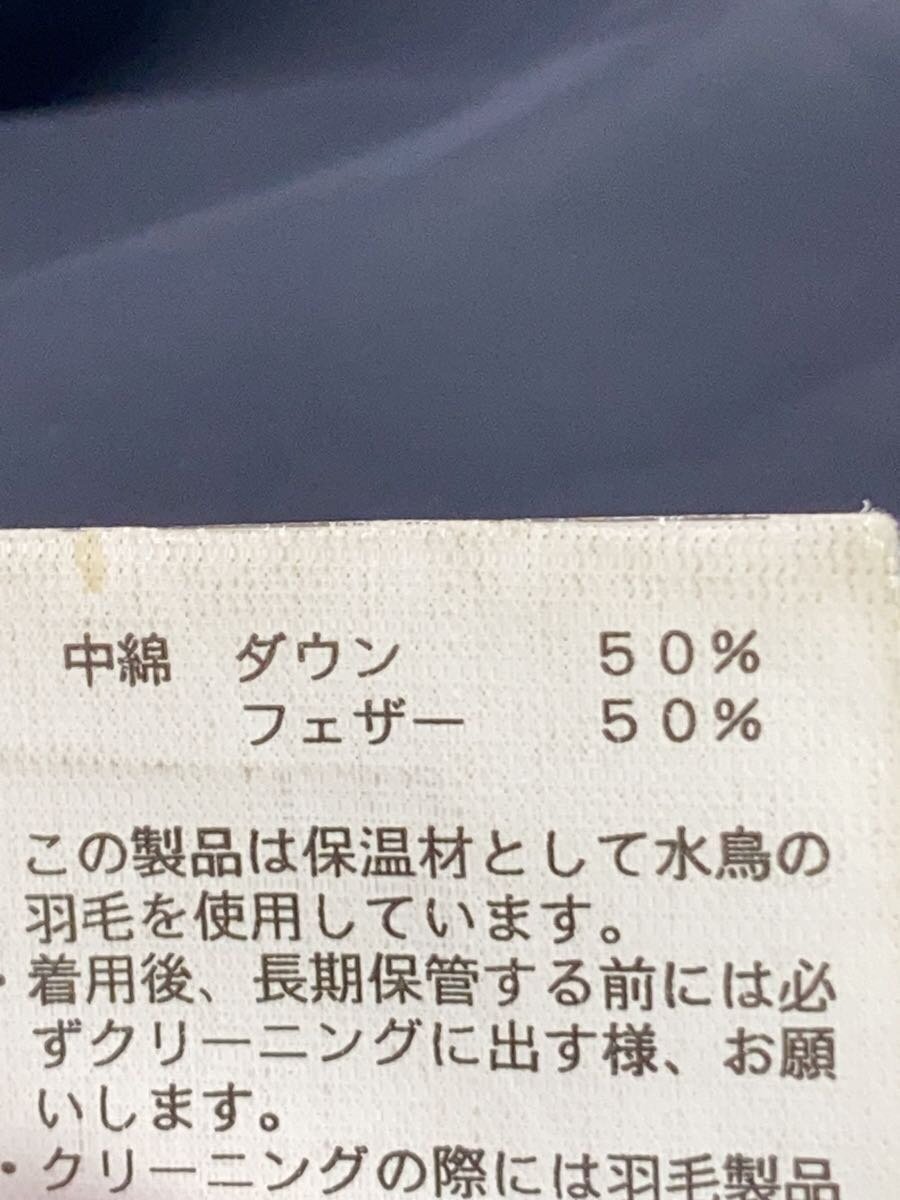 中綿 ダウン 50%
フェザー 50%
この製品は保温材として水鳥の
羽毛を使用しています。
・着用後、長期保管する前には必
ずクリーニングに出す様、お願
いします。
・クリーニングの際には羽毛製品